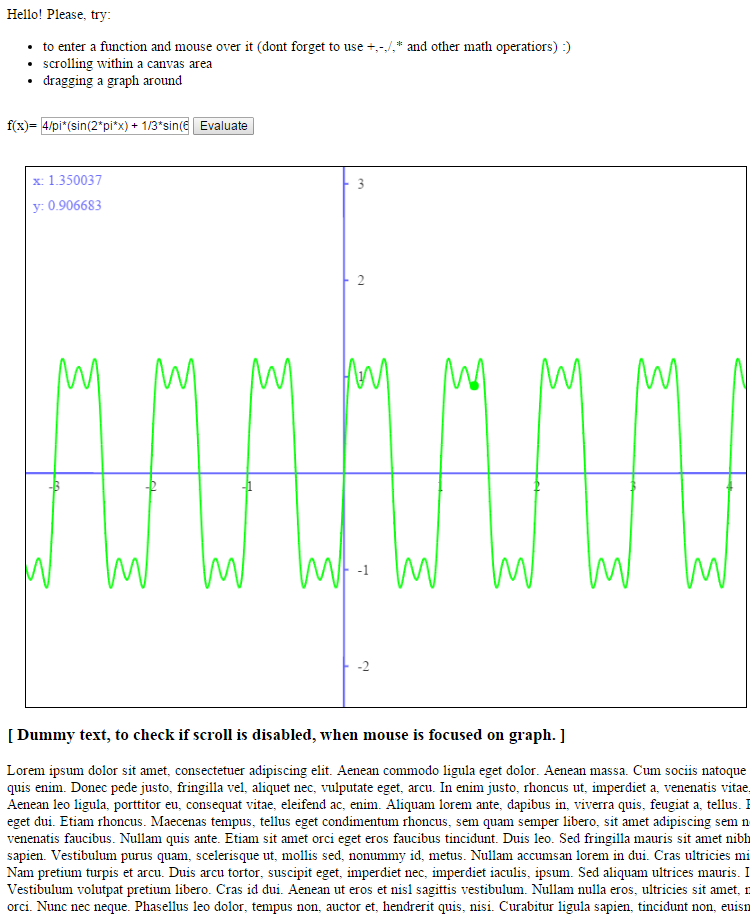 Hello! Please, try:
to enter a function and mouse over it (dont forget to use +,-,/,* and other math operatiors) :)
scrolling within a canvas area
dragging a graph around
f(x)= 4/pi*(sin(2*pi*x) + 1/3*sin(6 Evaluate
x: 1.350037
y: 0.906683
3
2
1
-3 -2 -1 1 2 3 4
-1
-2
[ Dummy text, to check if scroll is disabled, when mouse is focused on graph. ]
Lorem ipsum dolor sit amet, consectetuer adipiscing elit. Aenean commodo ligula eget dolor. Aenean massa. Cum sociis natoque
quis enim. Donec pede justo, fringilla vel, aliquet nec, vulputate eget, arcu. In enim justo, rhoncus ut, imperdiet a, venenatis vitae,
Aenean leo ligula, porttitor eu, consequat vitae, eleifend ac, enim. Aliquam lorem ante, dapibus in, viverra quis, feugiat a, tellus.
eget dui. Etiam rhoncus. Maecenas tempus, tellus eget condimentum rhoncus, sem quam semper libero, sit amet adipiscing sem
venenatis faucibus. Nullam quis ante. Etiam sit amet orci eget eros faucibus tincidunt. Duis leo. Sed fringilla mauris sit amet nibh
sapien. Vestibulum purus quam, scelerisque ut, mollis sed, nonummy id, metus. Nullam accumsan lorem in dui. Cras ultricies mi
Nam pretium turpis et arcu. Duis arcu tortor, suscipit eget, imperdiet nec, imperdiet iaculis, ipsum. Sed aliquam ultrices mauris.
Vestibulum volutpat pretium libero. Cras id dui. Aenean ut eros et nisl sagittis vestibulum. Nullam nulla eros, ultricies sit amet,
orci. Nunc nec neque. Phasellus leo dolor, tempus non, auctor et, hendrerit quis, nisi. Curabitur ligula sapien, tincidunt non,